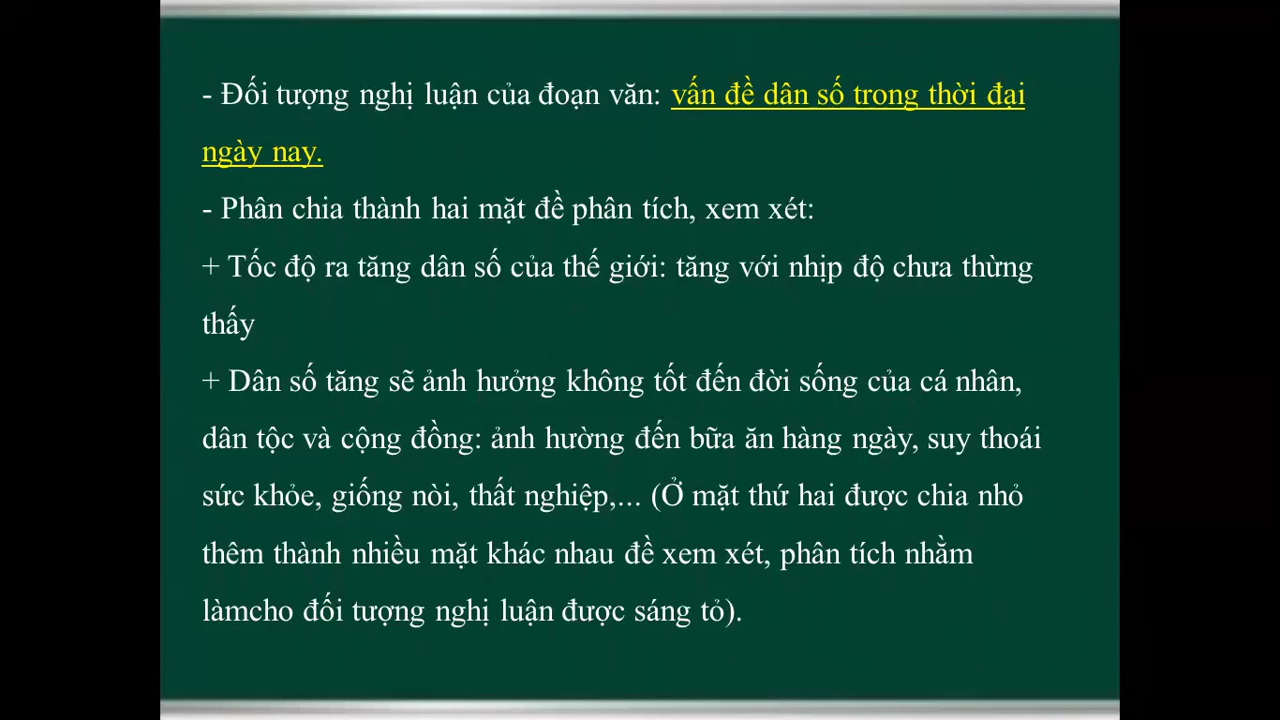 - Đối tượng nghị luận của đoạn văn: vấn đề dân số trong thời đại
ngày nay.
- Phân chia thành hai mặt đề phân tích, xem xét:
+ Tốc độ ra tăng dân số của thế giới: tăng với nhịp độ chưa thừng
thấy
+ Dân số tăng sẽ ảnh hưởng không tốt đến đời sống của cá nhân,
dân tộc và cộng đồng: ảnh hường đến bữa ăn hàng ngày, suy thoái
sức khỏe, giống nòi, thất nghiệp,... (Ở mặt thứ hai được chia nhỏ
thêm thành nhiều mặt khác nhau đề xem xét, phân tích nhằm
làmcho đối tượng nghị luận được sáng tỏ).